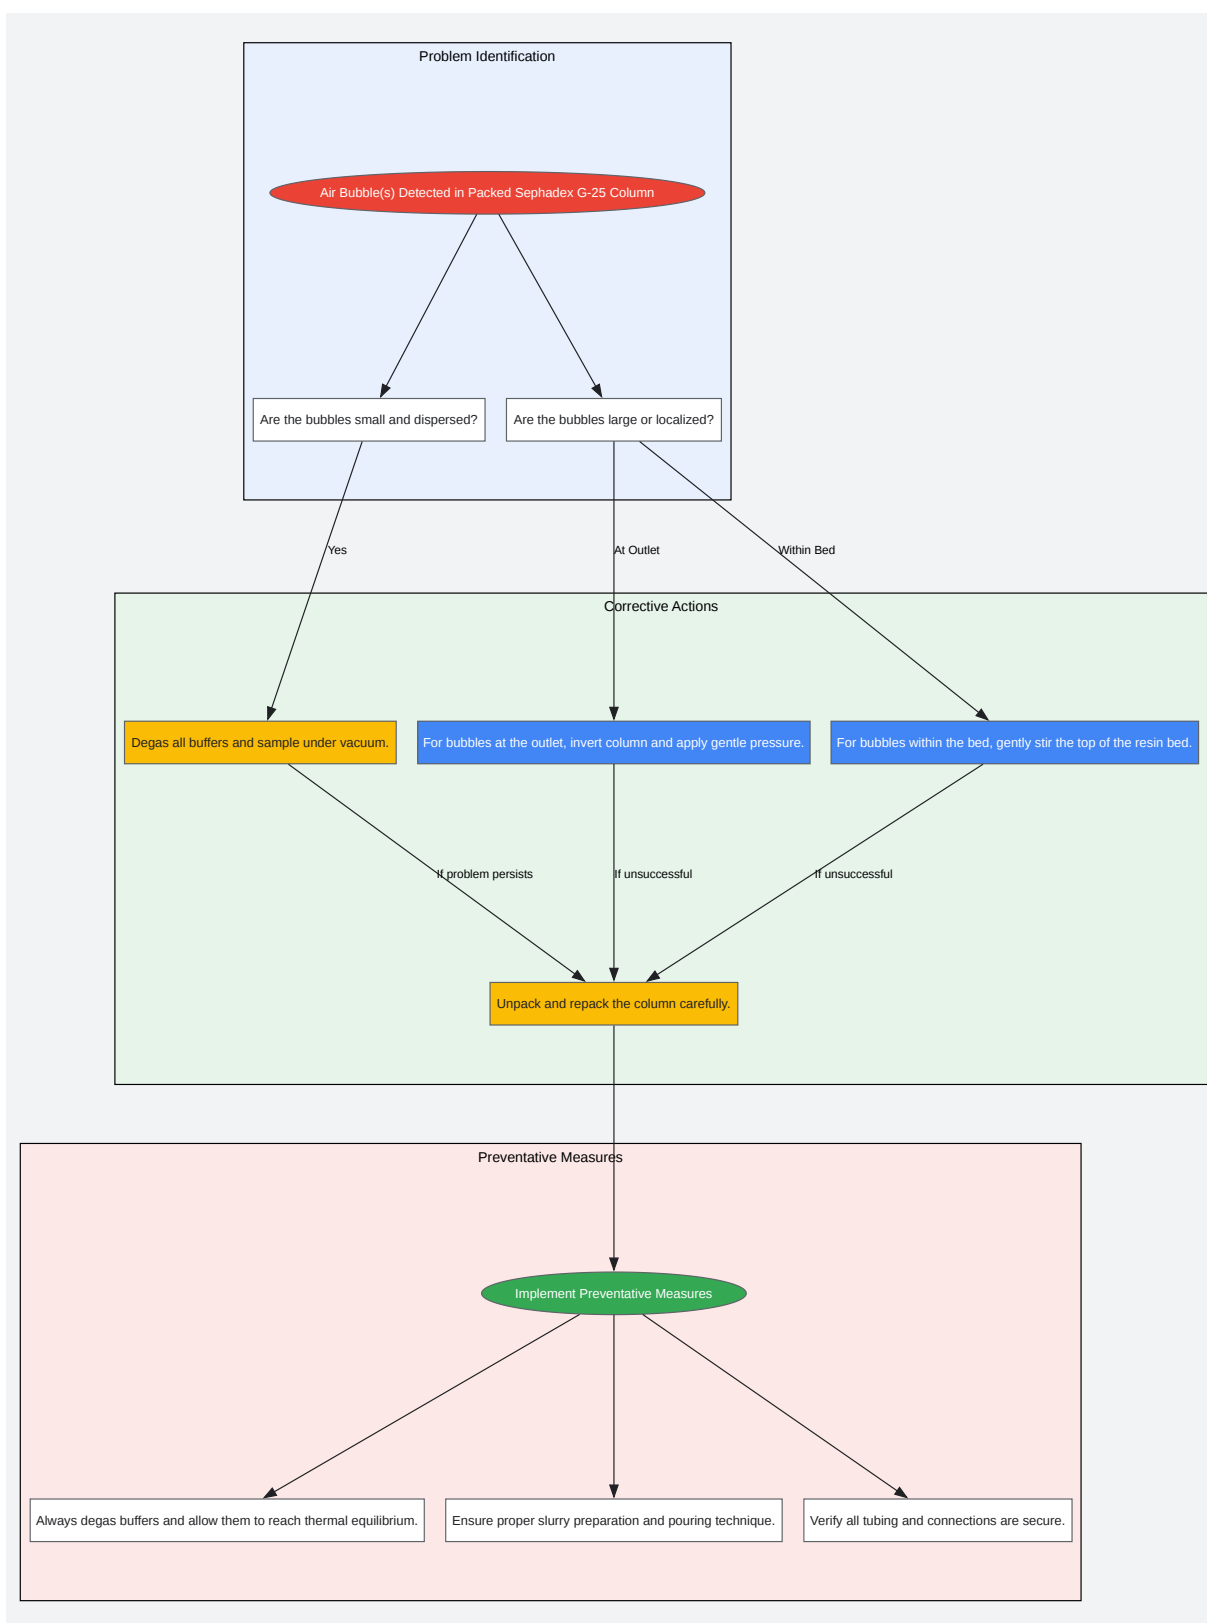 Problem Identification
Air Bubble(s) Detected in Packed Sephadex G-25 Column
Are the bubbles small and dispersed?
Are the bubbles large or localized?
Yes
At Outlet
Within Bed
Corrective Actions
Degas all buffers and sample under vacuum.
For bubbles at the outlet, invert column and apply gentle pressure.
For bubbles within the bed, gently stir the top of the resin bed.
If problem persists
If unsuccessful
If unsuccessful
Unpack and repack the column carefully.
Preventative Measures
Implement Preventative Measures
Always degas buffers and allow them to reach thermal equilibrium.
Ensure proper slurry preparation and pouring technique.
Verify all tubing and connections are secure.